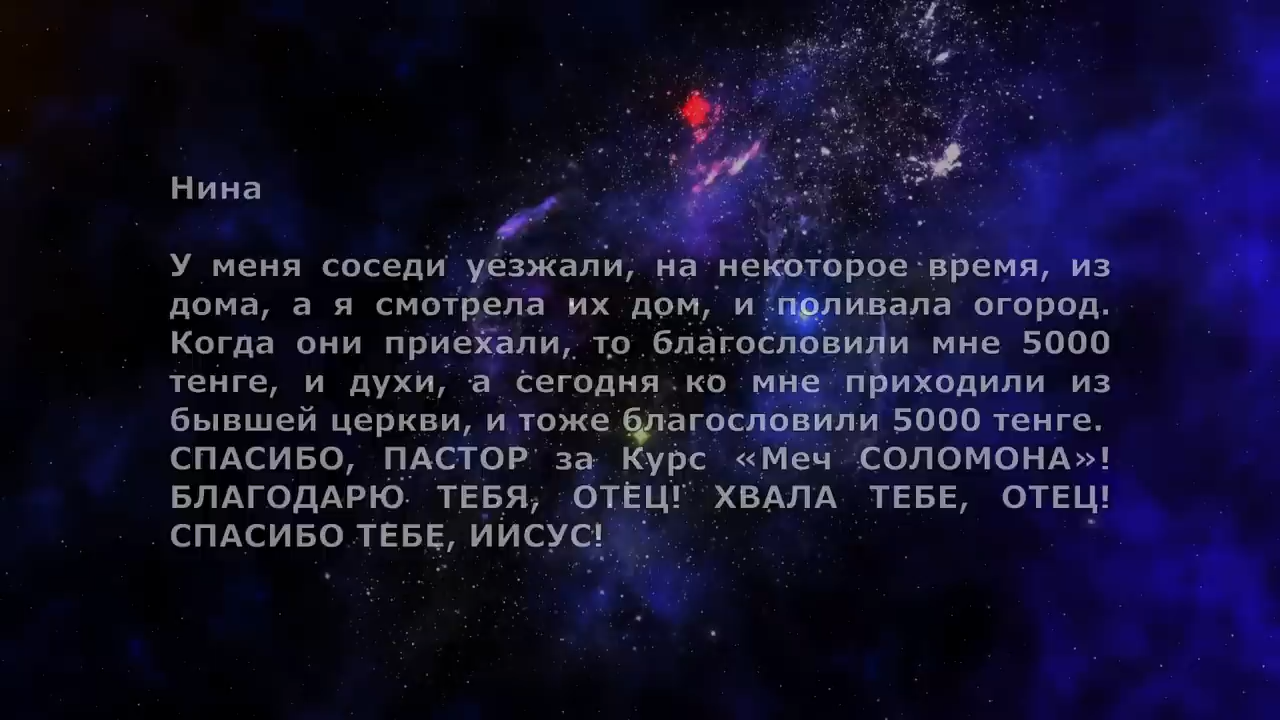 Нина
У меня соседи уезжали, на некоторое время, из
дома, а я смотрела их дом, и поливала огород.
Когда они приехали, то благословили мне 5000
тенге, и духи, а сегодня ко мне приходили из
бывшей церкви, и тоже благословили 5000 тенге.
СПАСИБО, ПАСТОР за Курс «Меч СОЛОМОНА»!
БЛАГОДАРЮ ТЕБЯ, ОТЕЦ! ХВАЛА ТЕБЕ, ОТЕЦ!
СПАСИБО ТЕБЕ, ИИСУС!